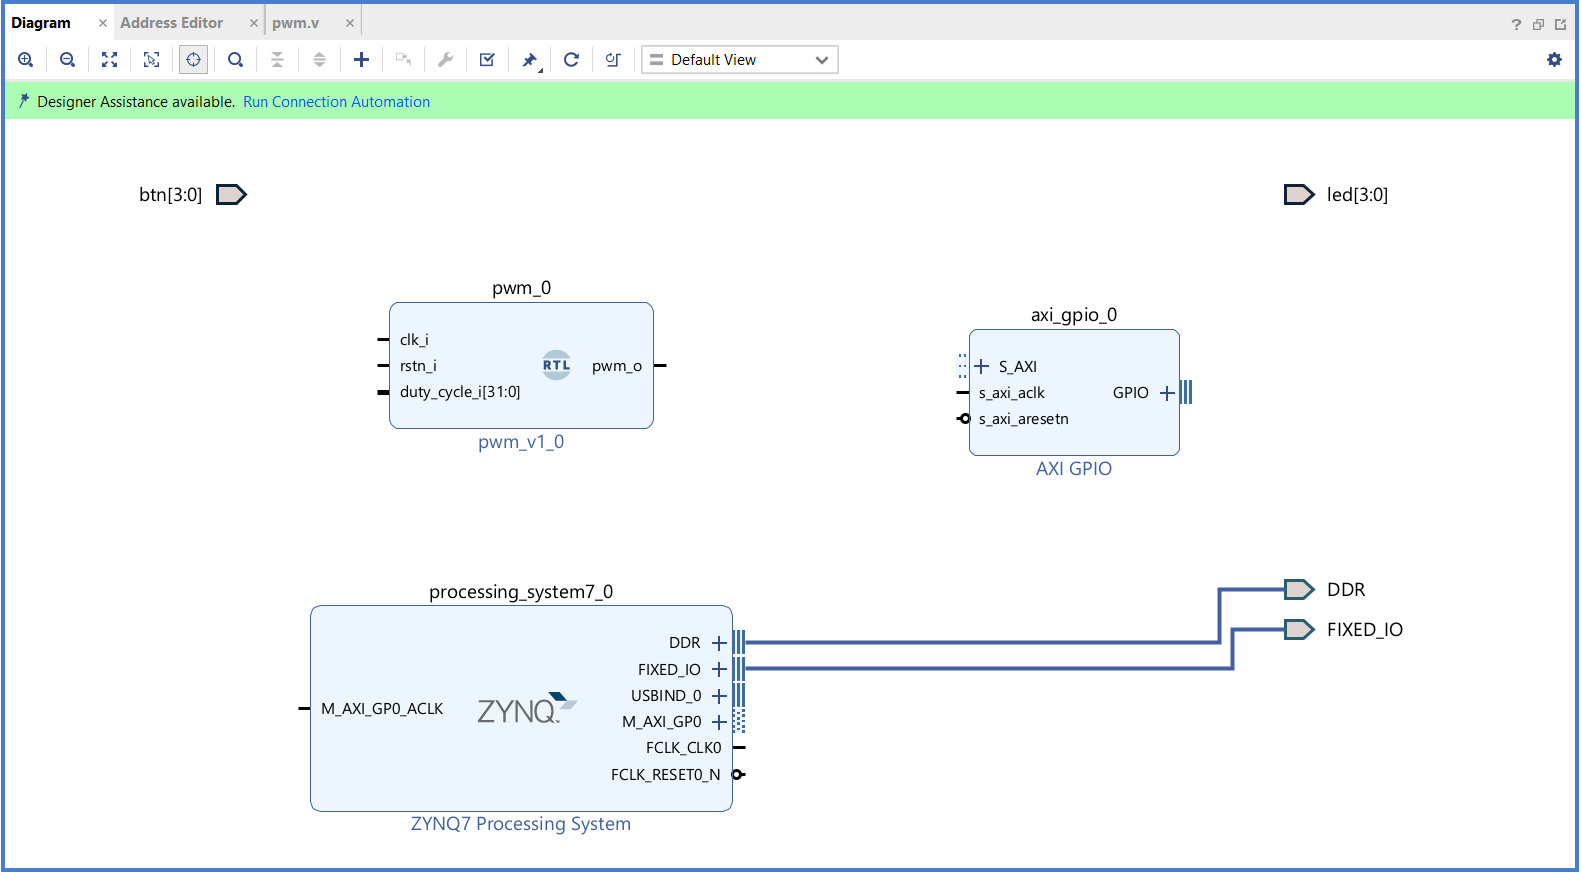 Diagram × Address Editor × pwm.v ×
?
Default View
Designer Assistance available. Run Connection Automation
btn[3:0]
led[3:0]
pwm_0
clk_i
rstn_i
duty_cycle_i[31:0]
RTL
pwm_o
pwm_v1_0
axi_gpio_0
S_AXI
s_axi_aclk
s_axi_aresetn
GPIO
AXI GPIO
processing_system7_0
M_AXI_GP0_ACLK
ZYNQ
DDR
FIXED_IO
USBIND_0
M_AXI_GP0
FCLK_CLK0
FCLK_RESET0_N
ZYNQ7 Processing System
DDR
FIXED_IO